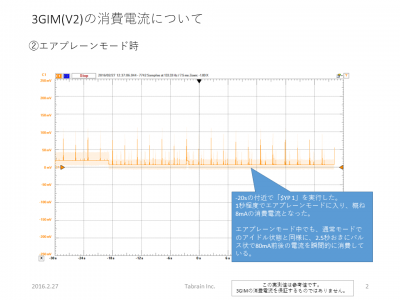 3GIM(V2)の消費電流について
②エアプレーンモード時
Stop
-20sの付近で「$YP 1」を実行した。
1秒程度でエアプレーンモードに入り、概ね
8mAの消費電流となった。
エアプレーンモード中でも、通常モードで
のアイドル状態と同様に、2.5秒おきにパル
ス状で80mA前後の電流を瞬間的に消費して
いる。
2016.2.27
Tabrain Inc.
この実測値は参考値です。
3GIMの消費電流を保証するものではありません。
2